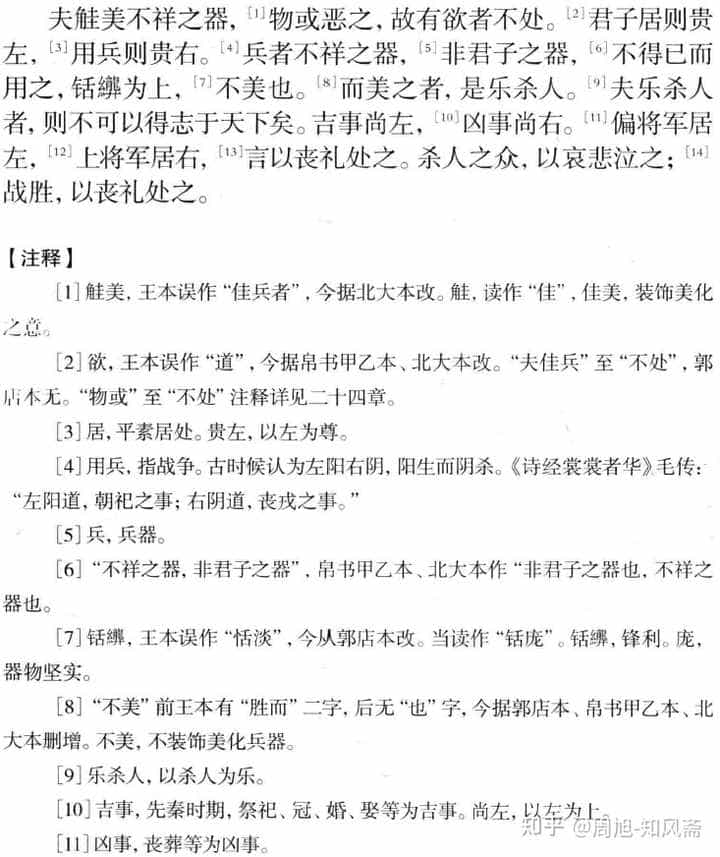 夫觟美不祥之器，[1]物或恶之，故有欲者不处。[2]君子居则贵
左，[3]用兵则贵右。[4]兵者不祥之器，[5]非君子之器，[6]不得已而
用之，铦𬘡为上，[7]不美也。[8]而美之者，是乐杀人。[9]夫乐杀人
者，则不可以得志于天下矣。吉事尚左，[10]凶事尚右。[11]偏将军居
左，[12]上将军居右，[13]言以丧礼处之。杀人之众，以哀悲泣之；[14]
战胜，以丧礼处之。
【注释】
[1]觟美，王本误作“佳兵者”，今据北大本改。觟，读作“佳”，佳美，装饰美化
之意。
[2]欲，王本误作“道”，今据帛书甲乙本、北大本改。“夫佳兵”至“不处”，郭
店本无。“物或”至“不处”注释详见二十四章。
[3]居，平素居处。贵左，以左为尊。
[4]用兵，指战争。古时候认为左阳右阴，阳生而阴杀。《诗经裳裳者华》毛传：
“左阳道，朝祀之事；右阴道，丧戎之事。”
[5]兵，兵器。
[6]“不祥之器，非君子之器”，帛书甲乙本、北大本作“非君子之器也，不祥之
器也。
[7]铦𬘡，王本误作“恬淡”，今从郭店本改。当读作“铦庞”。铦𬘡，锋利。庞，
器物坚实。
[8]“不美”前王本有“胜而”二字，后无“也”字，今据郭店本、帛书甲乙本、北
大本删增。不美，不装饰美化兵器。
[9]乐杀人，以杀人为乐。
[10]吉事，先秦时期，祭祀、冠、婚、娶等为吉事。尚左，以左为上。
[11]凶事，丧葬等为凶事。
知乎 @周旭-知风斋